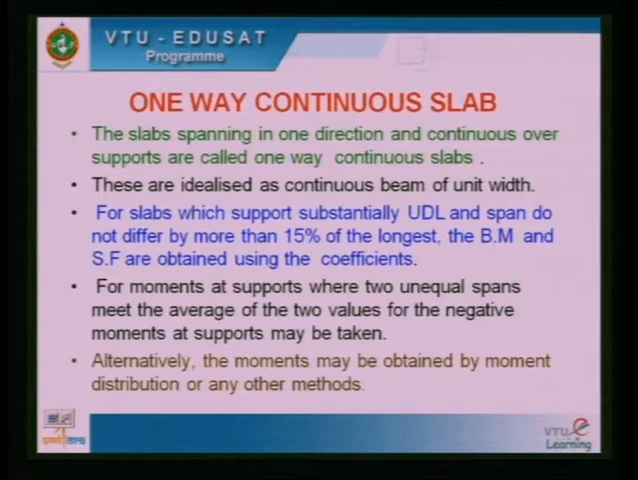 VTU - EDUSAT
Programme
ONE WAY CONTINUOUS SLAB
• The slabs spanning in one direction and continuous over
supports are called one way continuous slabs .
• These are idealised as continuous beam of unit width.
• For slabs which support substantially UDL and span do
not differ by more than 15% of the longest, the B.M and
S.F are obtained using the coefficients.
• For moments at supports where two unequal spans
meet the average of the two values for the negative
moments at supports may be taken.
• Alternatively, the moments may be obtained by moment
distribution or any other methods.
VTU e
Learning